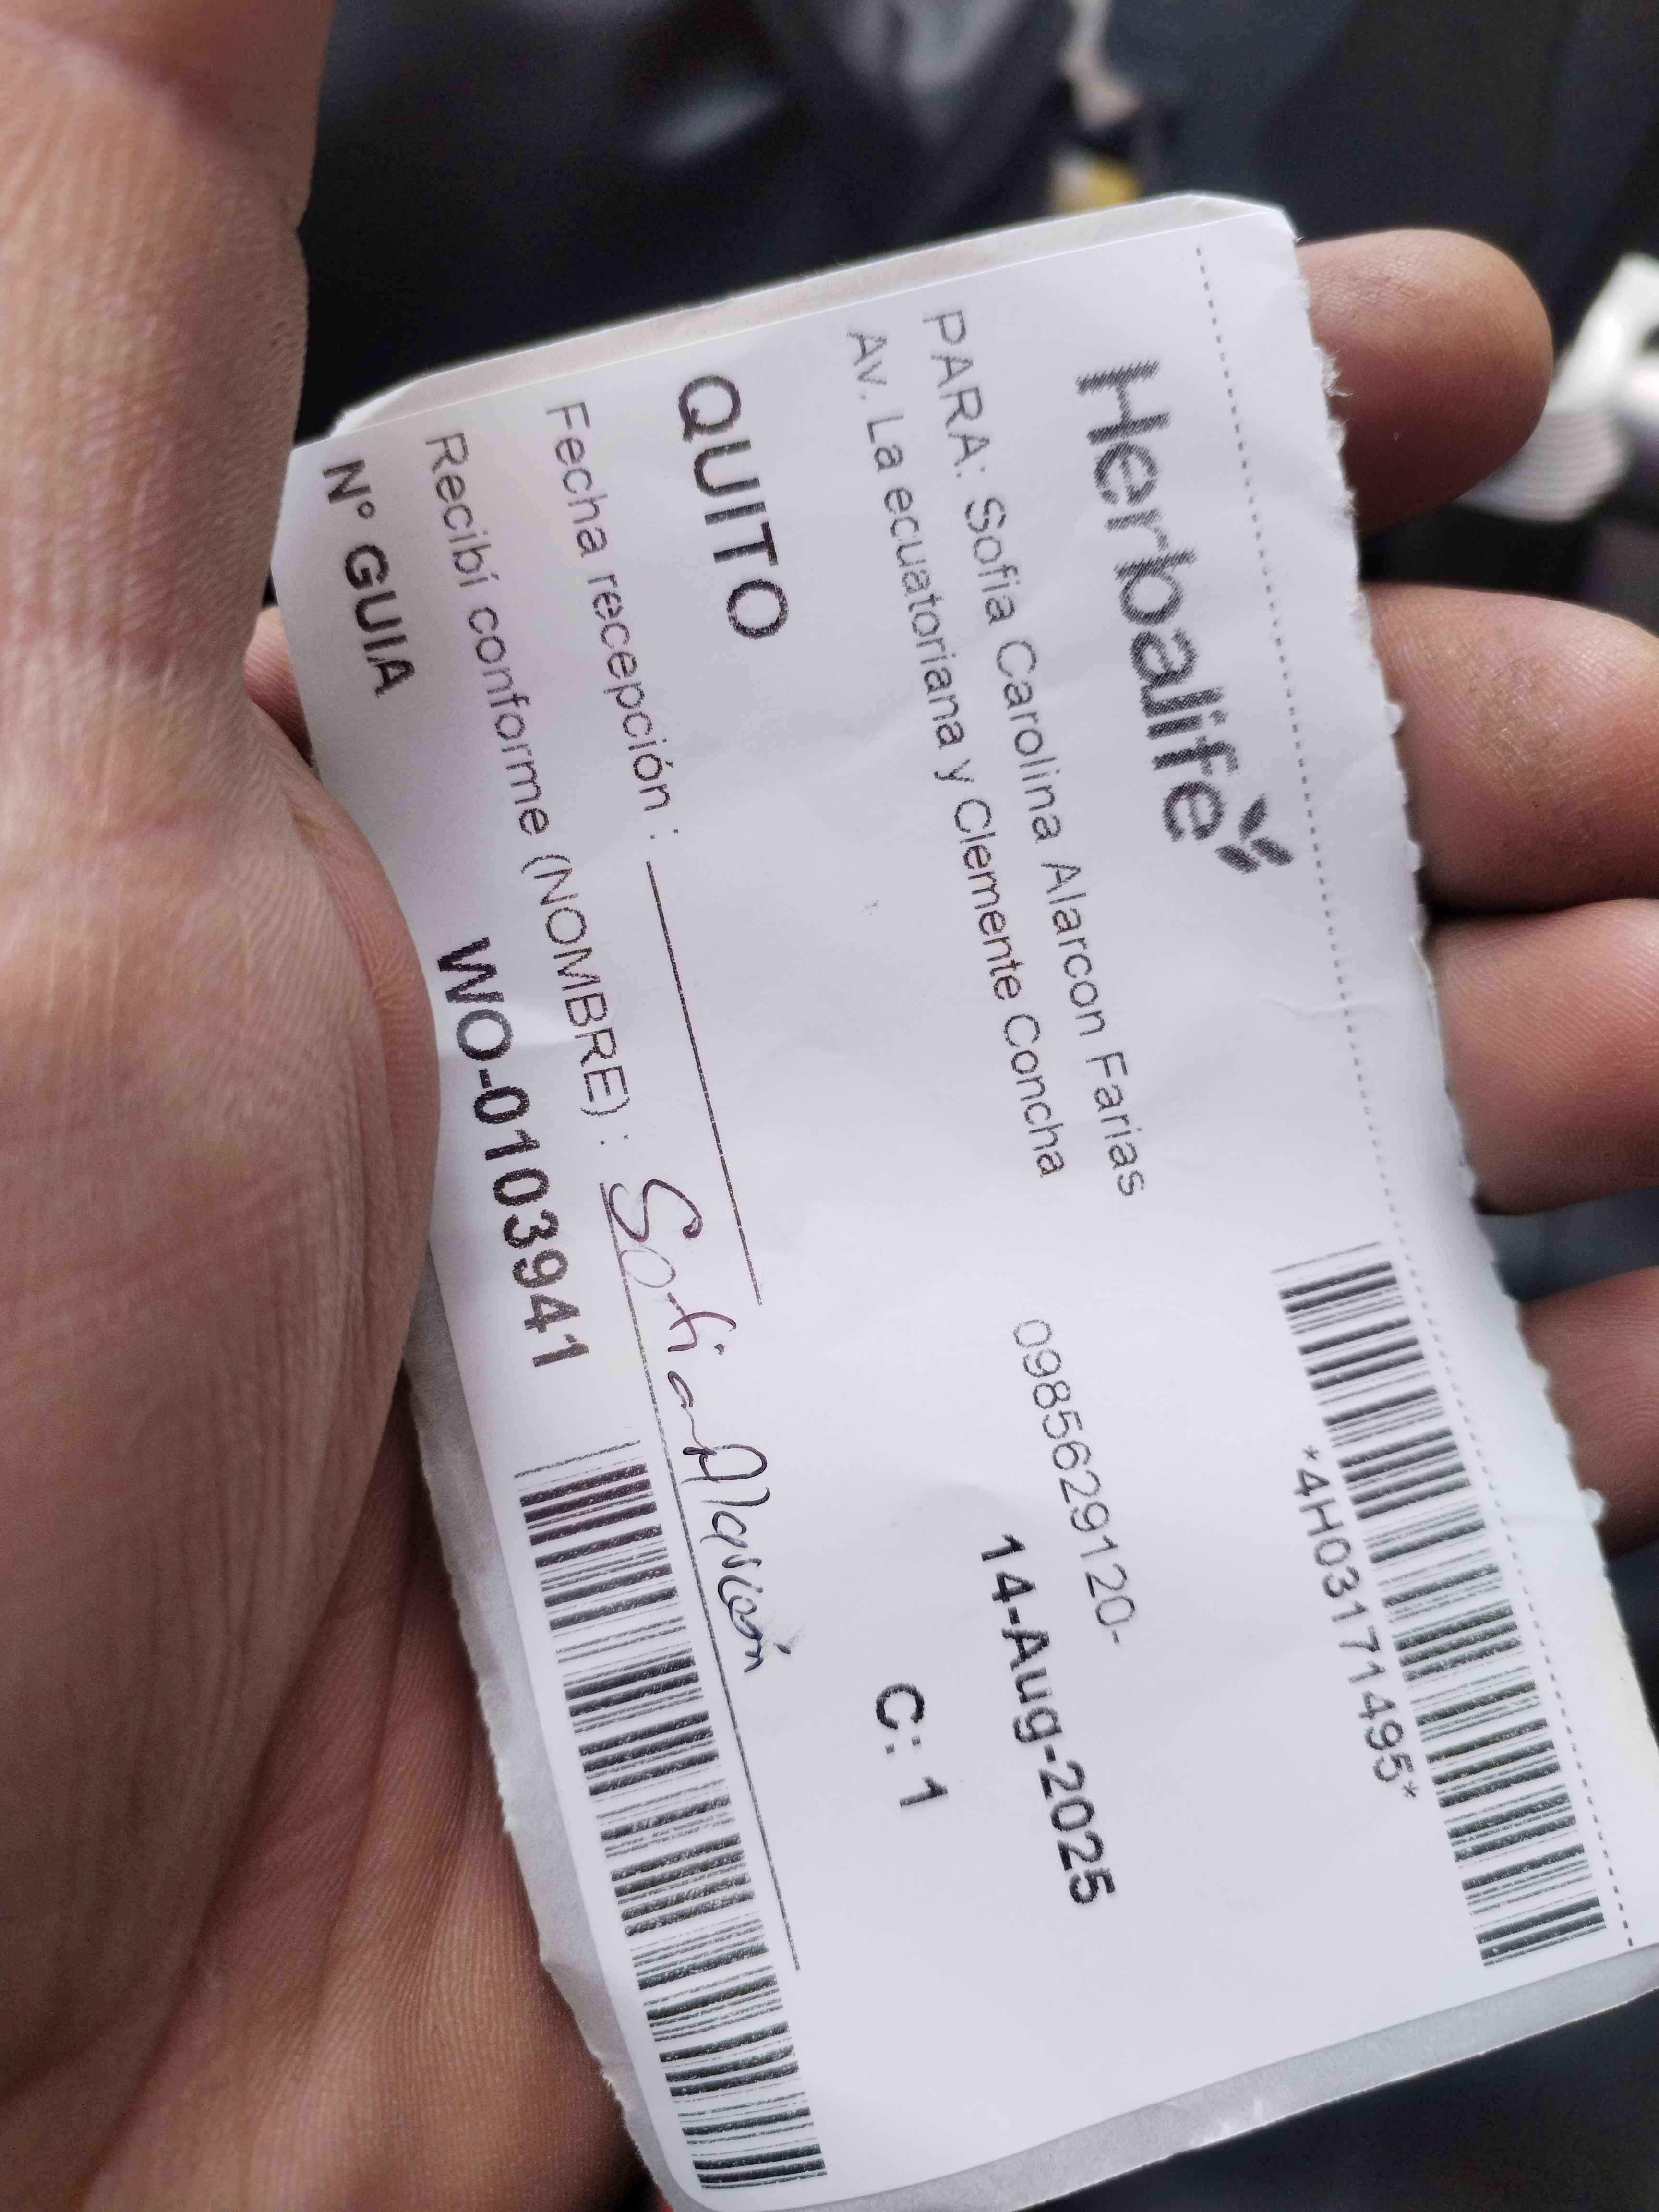 Herbalife
*4H03171495*
PARA: Sofia Carolina Alarcon Farias 0985629120-
Av. La ecuatoriana y Clemente Concha 14-Aug-2025
QUITO C: 1
Fecha recepción :
Recibí conforme (NOMBRE) : Sofia Alarcón
N° GUIA WO-0103941